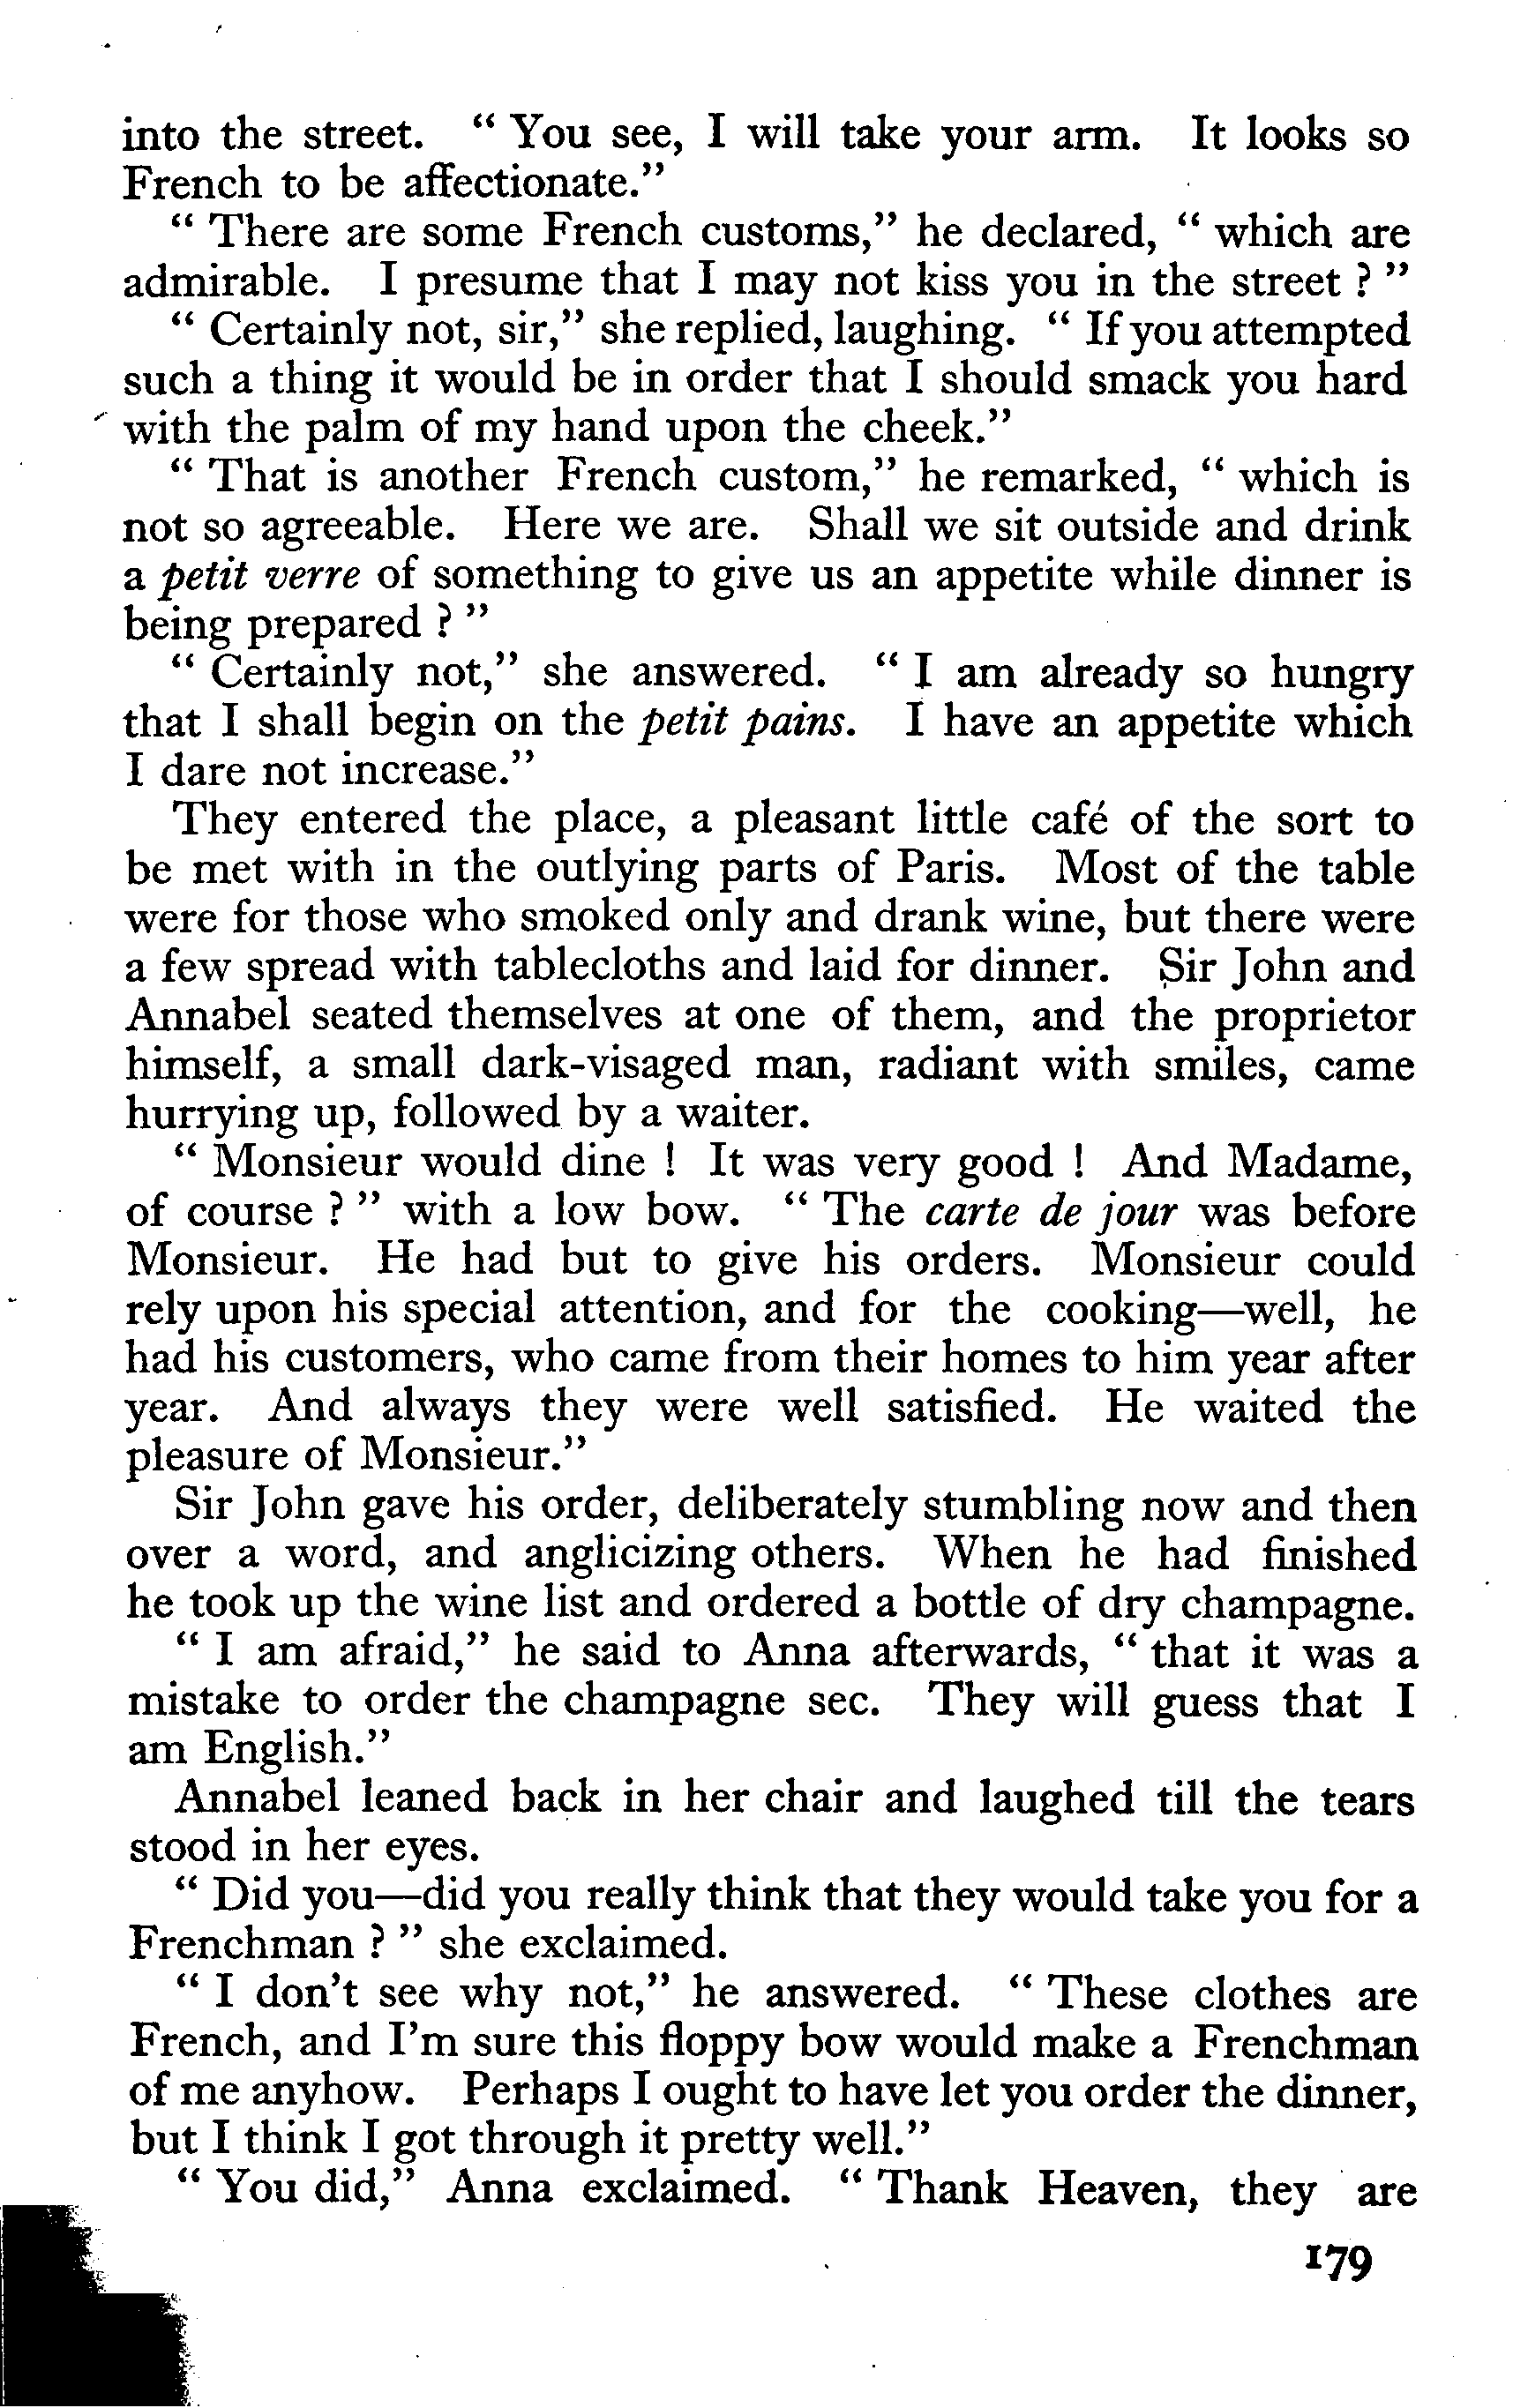 into the street. “ You see, I will take your arm. It looks so
French to be affectionate.”
“ There are some French customs,” he declared, “ which are
admirable. I presume that I may not kiss you in the street ? ”
“ Certainly not, sir,” she replied, laughing. “ If you attempted
such a thing it would be in order that I should smack you hard
with the palm of my hand upon the cheek.”
“ That is another French custom,” he remarked, “ which is
not so agreeable. Here we are. Shall we sit outside and drink
a petit verre of something to give us an appetite while dinner is
being prepared ? ”
“ Certainly not,” she answered. “ I am already so hungry
that I shall begin on the petit pains. I have an appetite which
I dare not increase.”
They entered the place, a pleasant little café of the sort to
be met with in the outlying parts of Paris. Most of the table
were for those who smoked only and drank wine, but there were
a few spread with tablecloths and laid for dinner. Sir John and
Annabel seated themselves at one of them, and the proprietor
himself, a small dark-visaged man, radiant with smiles, came
hurrying up, followed by a waiter.
“ Monsieur would dine ! It was very good ! And Madame,
of course ? ” with a low bow. “ The carte de jour was before
Monsieur. He had but to give his orders. Monsieur could
rely upon his special attention, and for the cooking—well, he
had his customers, who came from their homes to him year after
year. And always they were well satisfied. He waited the
pleasure of Monsieur.”
Sir John gave his order, deliberately stumbling now and then
over a word, and anglicizing others. When he had finished
he took up the wine list and ordered a bottle of dry champagne.
“ I am afraid,” he said to Anna afterwards, “ that it was a
mistake to order the champagne sec. They will guess that I
am English.”
Annabel leaned back in her chair and laughed till the tears
stood in her eyes.
“ Did you—did you really think that they would take you for a
Frenchman ? ” she exclaimed.
“ I don’t see why not,” he answered. “ These clothes are
French, and I’m sure this floppy bow would make a Frenchman
of me anyhow. Perhaps I ought to have let you order the dinner,
but I think I got through it pretty well.”
“ You did,” Anna exclaimed. “ Thank Heaven, they are
179